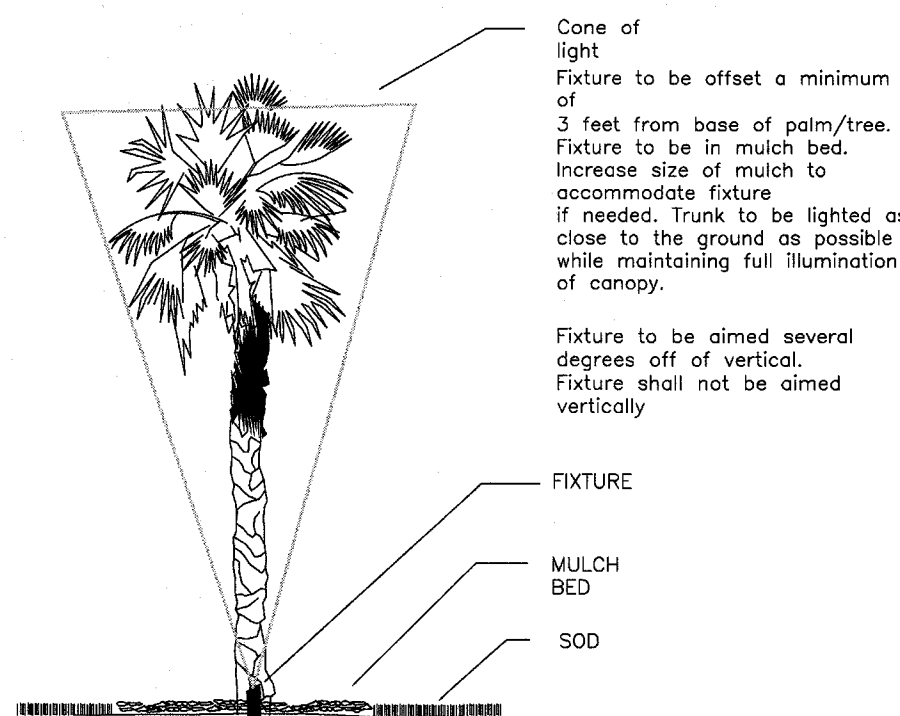 Cone of
light
Fixture to be offset a minimum
of
3 feet from base of palm/tree.
Fixture to be in mulch bed.
Increase size of mulch to
accommodate fixture
if needed. Trunk to be lighted as
close to the ground as possible
while maintaining full illumination
of canopy.
Fixture to be aimed several
degrees off of vertical.
Fixture shall not be aimed
vertically
FIXTURE
MULCH
BED
SOD